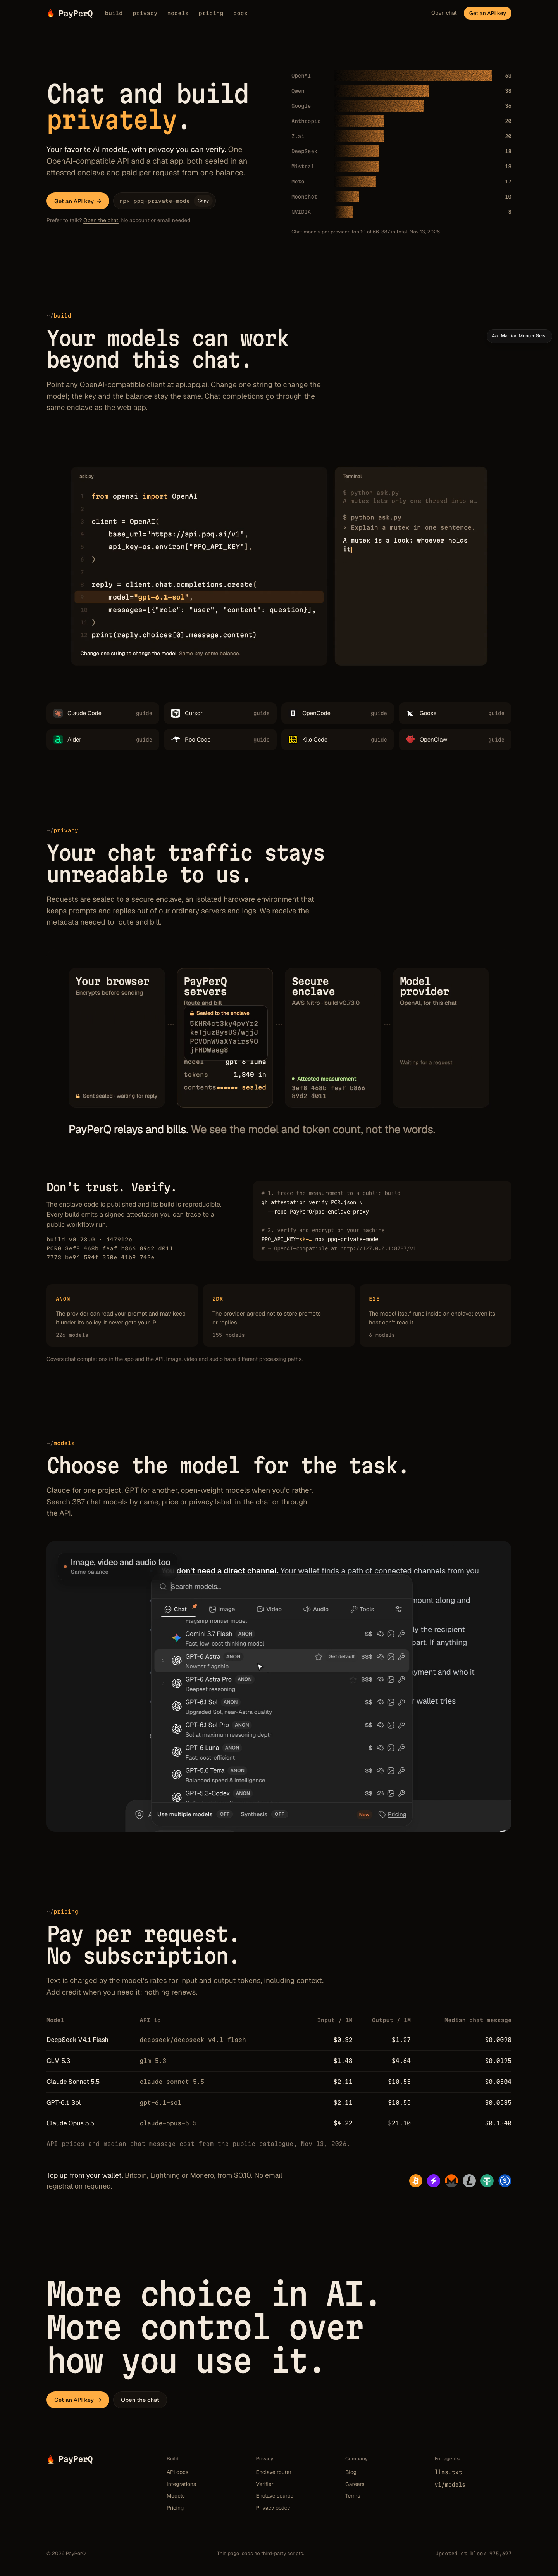 PayPerQ build privacy models pricing docs Open chat Get an API key
Chat and build
privately.
Your favorite AI models, with privacy you can verify. One
OpenAI-compatible API and a chat app, both sealed in an
attested enclave and paid per request from one balance.
Get an API key → npx ppq-private-mode Copy
Prefer to talk? Open the chat. No account or email needed.
OpenAI 63
Qwen 38
Google 36
Anthropic 20
Z.ai 20
DeepSeek 18
Mistral 18
Meta 17
Moonshot 10
NVIDIA 8
Chat models per provider, top 10 of 66. 387 in total, Nov 13, 2026.
~/build
Your models can work
beyond this chat.
Aa Martian Mono + Geist
Point any OpenAI-compatible client at api.ppq.ai. Change one string to change the
model; the key and the balance stay the same. Chat completions go through the
same enclave as the web app.
ask.py
1 from openai import OpenAI
2
3 client = OpenAI(
4 base_url="https://api.ppq.ai/v1",
5 api_key=os.environ["PPQ_API_KEY"],
6 )
7
8 reply = client.chat.completions.create(
9 model="gpt-6.1-sol",
10 messages=[{"role": "user", "content": question}],
11 )
12 print(reply.choices[0].message.content)
Change one string to change the model. Same key, same balance.
Terminal
$ python ask.py
A mutex lets only one thread into a…
$ python ask.py
› Explain a mutex in one sentence.
A mutex is a lock: whoever holds
it
Claude Code guide
Cursor guide
OpenCode guide
Goose guide
Aider guide
Roo Code guide
Kilo Code guide
OpenClaw guide
~/privacy
Your chat traffic stays
unreadable to us.
Requests are sealed to a secure enclave, an isolated hardware environment that
keeps prompts and replies out of our ordinary servers and logs. We receive the
metadata needed to route and bill.
Your browser
Encrypts before sending
Sent sealed · waiting for reply
PayPerQ
servers
Route and bill
Sealed to the enclave
5KHR4ct3ky4pvYr2
keTjuzBysUS/wjjJ
PCVOnWVaXYairs9O
jFHDWaeg8
model gpt-6-luna
tokens 1,840 in
contents •••••• sealed
Secure
enclave
AWS Nitro · build v0.73.0
Attested measurement
3ef8 468b feaf b866
89d2 d011
Model
provider
OpenAI, for this chat
Waiting for a request
PayPerQ relays and bills. We see the model and token count, not the words.
Don't trust. Verify.
The enclave code is published and its build is reproducible.
Every build emits a signed attestation you can trace to a
public workflow run.
build v0.73.0 · d47912c
PCR0 3ef8 468b feaf b866 89d2 d011
7773 be96 594f 350e 41b9 743e
# 1. trace the measurement to a public build
gh attestation verify PCR.json \
--repo PayPerQ/ppq-enclave-proxy
# 2. verify and encrypt on your machine
PPQ_API_KEY=sk-… npx ppq-private-mode
# → OpenAI-compatible at http://127.0.0.1:8787/v1
ANON
The provider can read your prompt and may keep
it under its policy. It never gets your IP.
226 models
ZDR
The provider agreed not to store prompts
or replies.
155 models
E2E
The model itself runs inside an enclave; even its
host can't read it.
6 models
Covers chat completions in the app and the API. Image, video and audio have different processing paths.
~/models
Choose the model for the task.
Claude for one project, GPT for another, open-weight models when you'd rather.
Search 387 chat models by name, price or privacy label, in the chat or through
the API.
Image, video and audio too
Same balance
don't need a direct channel. Your wallet finds a path of connected channels from you
Search models...
Chat Image Video Audio Tools
Flagship frontier model
Gemini 3.7 Flash ANON $$
Fast, low-cost thinking model
GPT-6 Astra ANON Set default $$$
Newest flagship
GPT-6 Astra Pro ANON $$$
Deepest reasoning
GPT-6.1 Sol ANON $$
Upgraded Sol, near-Astra quality
GPT-6.1 Sol Pro ANON $$
Sol at maximum reasoning depth
GPT-6 Luna ANON $
Fast, cost-efficient
GPT-5.6 Terra ANON $$
Balanced speed & intelligence
GPT-5.3-Codex ANON $$
Use multiple models OFF Synthesis OFF New Pricing
~/pricing
Pay per request.
No subscription.
Text is charged by the model's rates for input and output tokens, including context.
Add credit when you need it; nothing renews.
Model API id Input / 1M Output / 1M Median chat message
DeepSeek V4.1 Flash deepseek/deepseek-v4.1-flash $0.32 $1.27 $0.0098
GLM 5.3 glm-5.3 $1.48 $4.64 $0.0195
Claude Sonnet 5.5 claude-sonnet-5.5 $2.11 $10.55 $0.0504
GPT-6.1 Sol gpt-6.1-sol $2.11 $10.55 $0.0585
Claude Opus 5.5 claude-opus-5.5 $4.22 $21.10 $0.1340
API prices and median chat-message cost from the public catalogue, Nov 13, 2026.
Top up from your wallet. Bitcoin, Lightning or Monero, from $0.10. No email
registration required.
More choice in AI.
More control over
how you use it.
Get an API key → Open the chat
PayPerQ
Build
API docs
Integrations
Models
Pricing
Privacy
Enclave router
Verifier
Enclave source
Privacy policy
Company
Blog
Careers
Terms
For agents
llms.txt
v1/models
© 2026 PayPerQ This page loads no third-party scripts. Updated at block 975,697